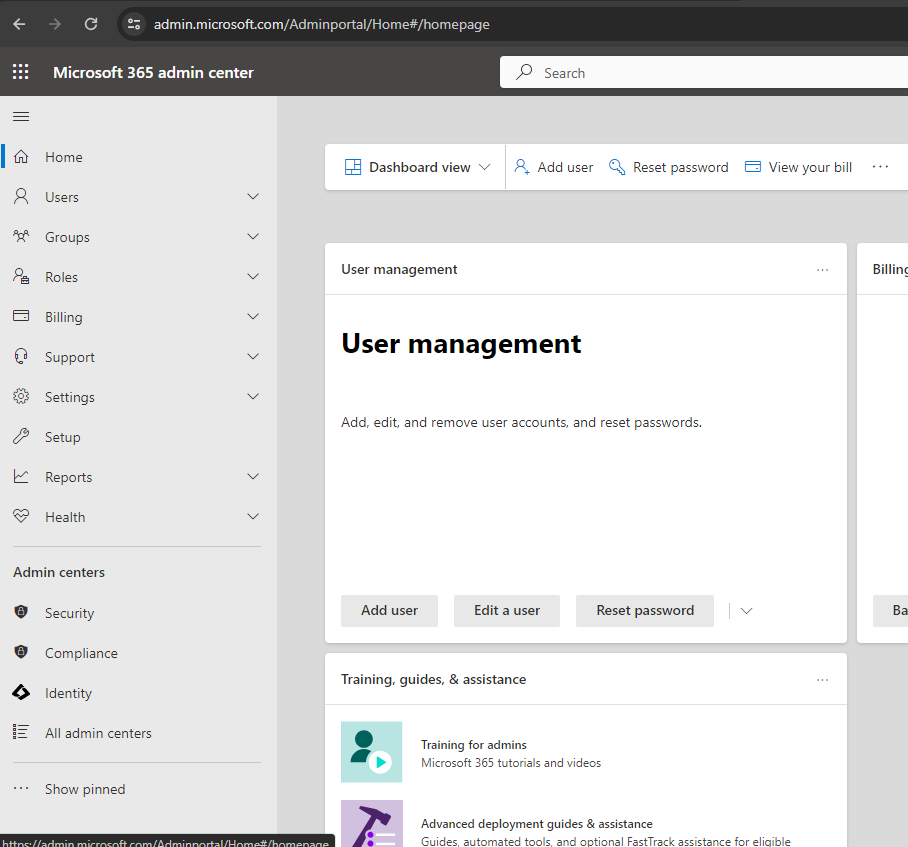 admin.microsoft.com/Adminportal/Home#/homepage
Microsoft 365 admin center
Search
Home
Users
Groups
Roles
Billing
Support
Settings
Setup
Reports
Health
Admin centers
Security
Compliance
Identity
All admin centers
Show pinned
Dashboard view
Add user
Reset password
View your bill
User management
User management
Add, edit, and remove user accounts, and reset passwords.
Add user
Edit a user
Reset password
Billing
Ba
Training, guides, & assistance
Training for admins
Microsoft 365 tutorials and videos
Advanced deployment guides & assistance
Guides, automated tools, and optional FastTrack assistance for eligible
https://admin.microsoft.com/Adminportal/Home#/homepage